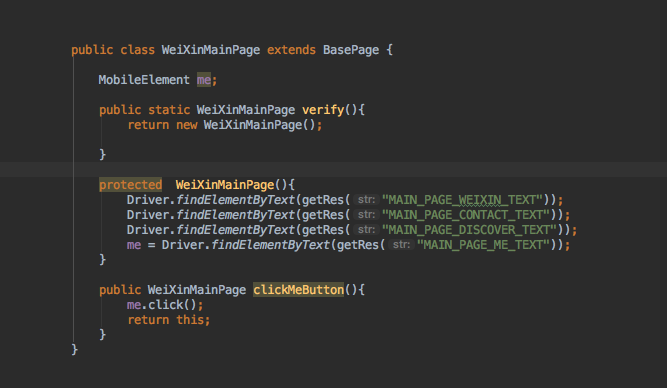 public class WeiXinMainPage extends BasePage {
MobileElement me;
public static WeiXinMainPage verify(){
return new WeiXinMainPage();
}
protected  WeiXinMainPage(){
Driver.findElementByText(getRes( str: "MAIN_PAGE_WEIXIN_TEXT"));
Driver.findElementByText(getRes( str: "MAIN_PAGE_CONTACT_TEXT"));
Driver.findElementByText(getRes( str: "MAIN_PAGE_DISCOVER_TEXT"));
me = Driver.findElementByText(getRes( str: "MAIN_PAGE_ME_TEXT"));
}
public WeiXinMainPage clickMeButton(){
me.click();
return this;
}
}